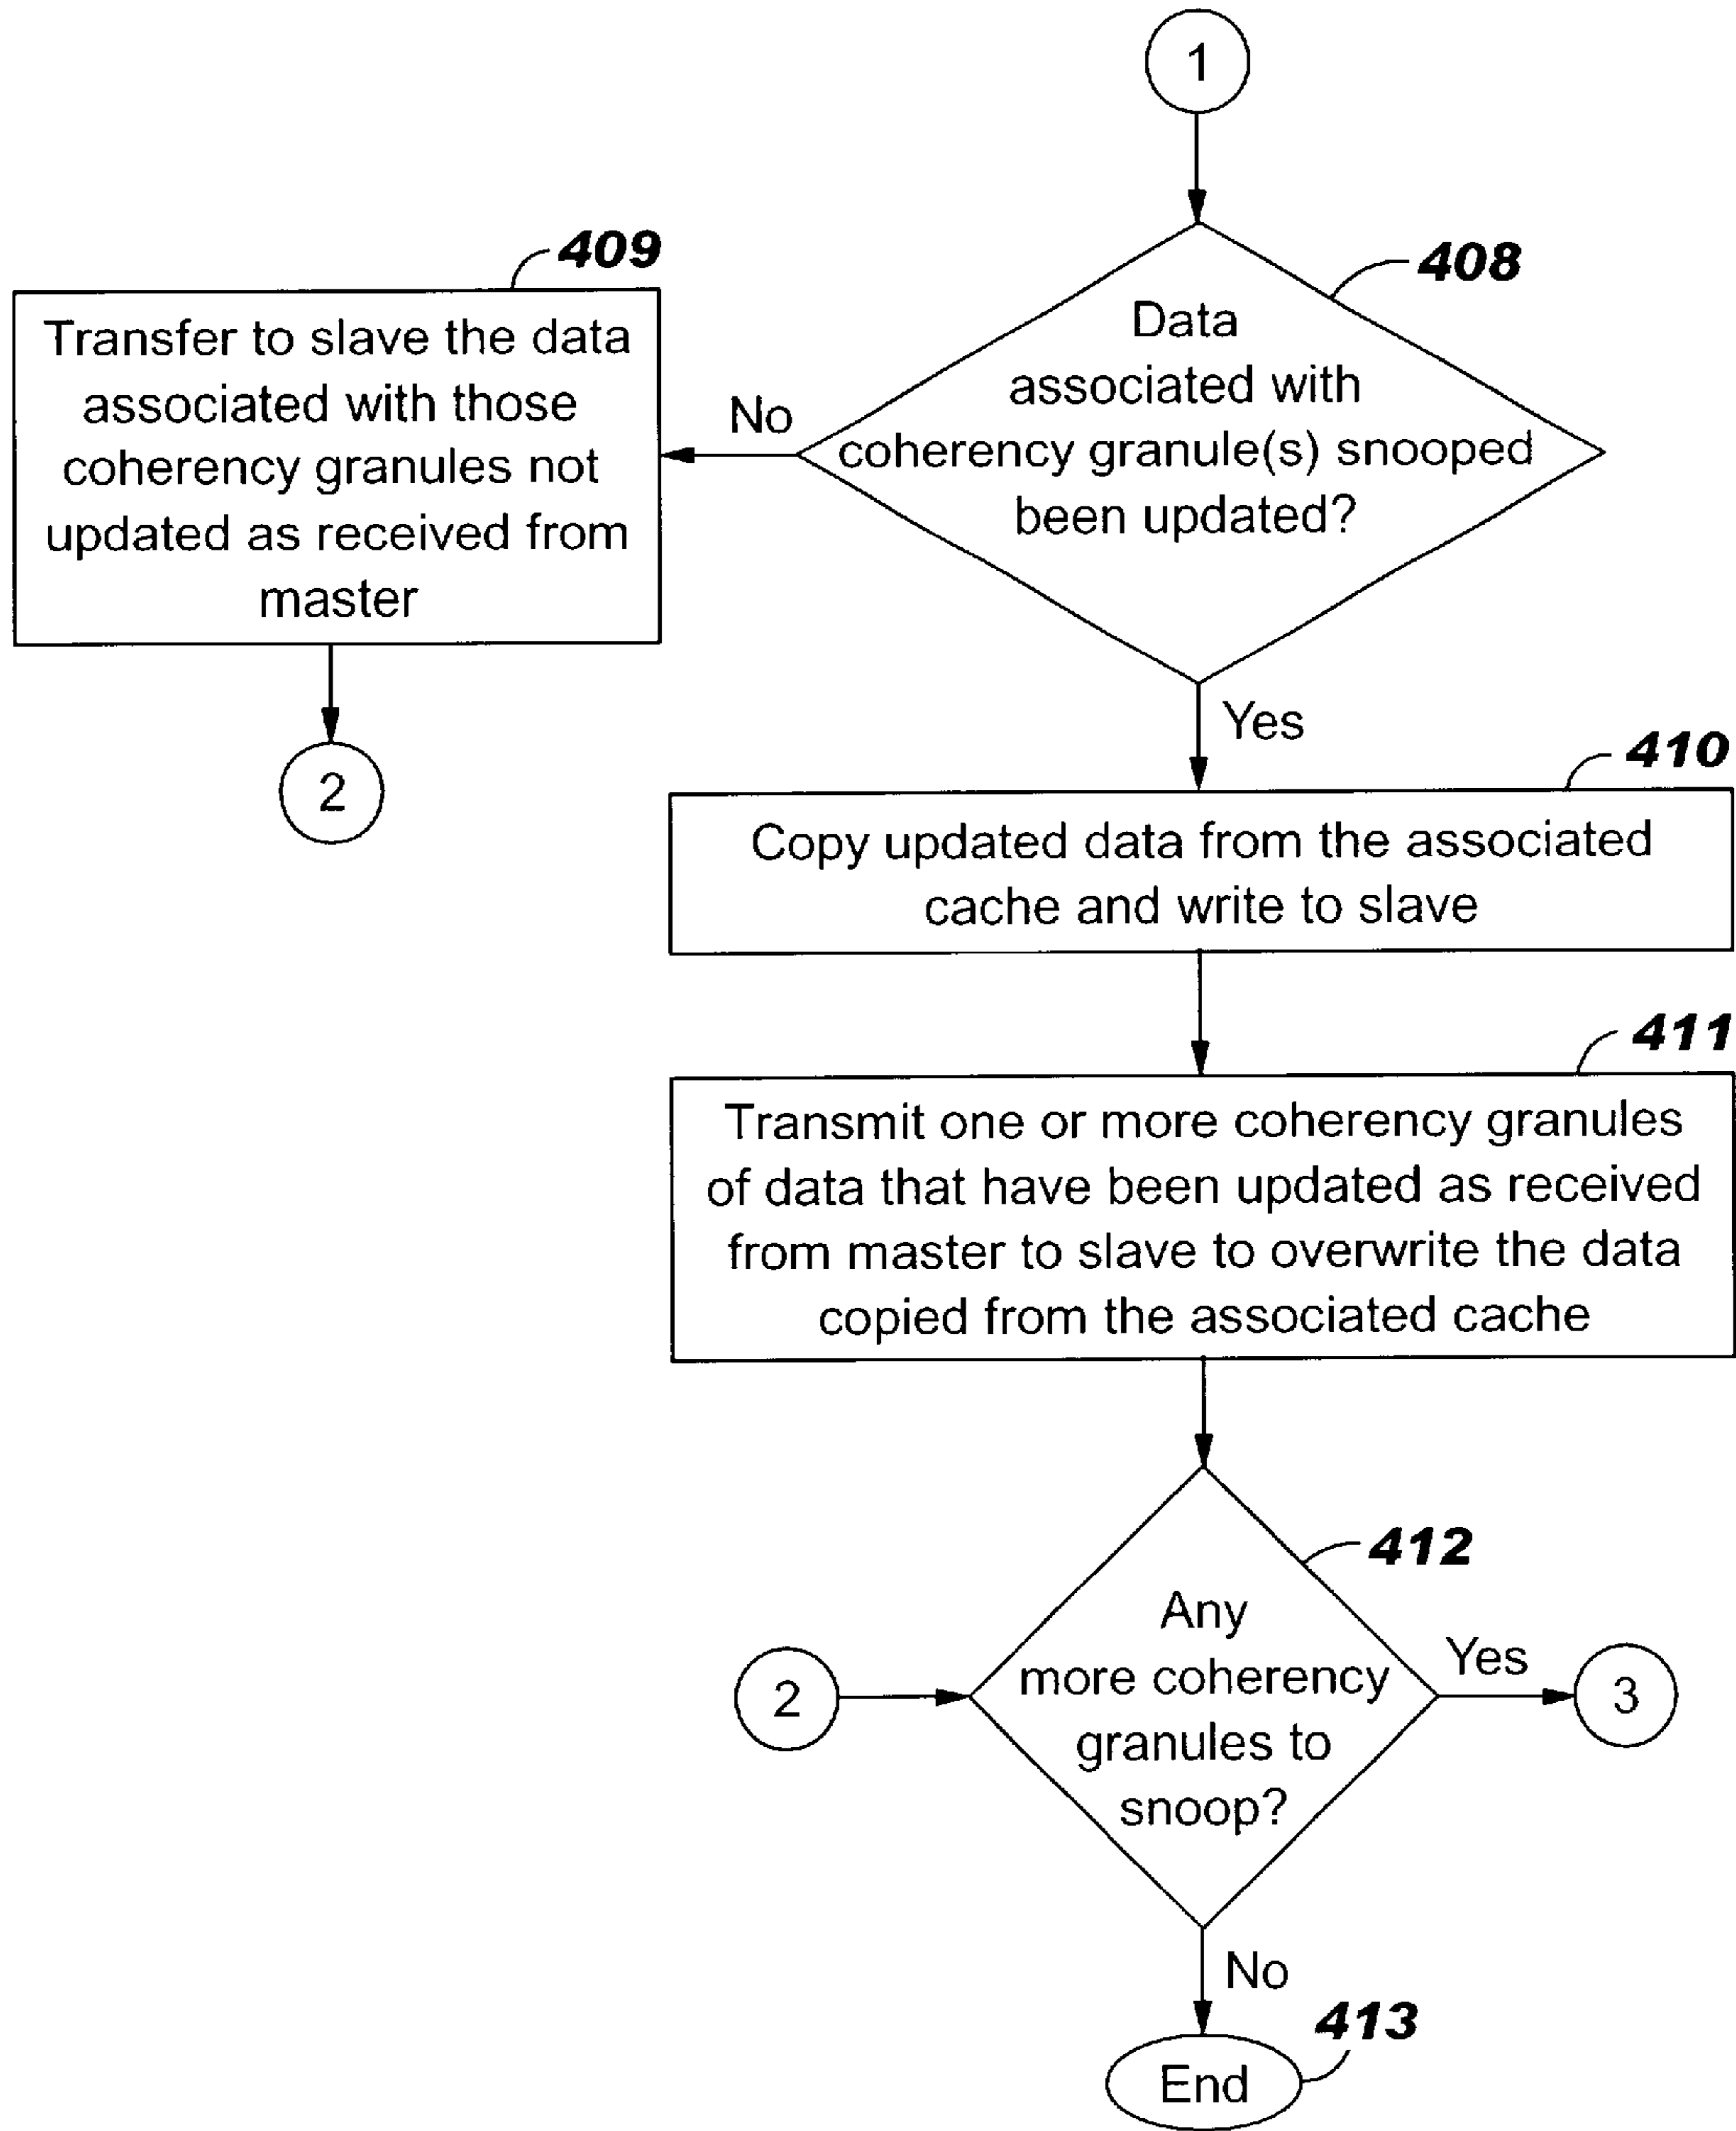 1
409
408
Transfer to slave the data
associated with those
coherency granules not
updated as received from
master
No
Data
associated with
coherency granule(s) snooped
been updated?
2
Yes
410
Copy updated data from the associated
cache and write to slave
411
Transmit one or more coherency granules
of data that have been updated as received
from master to slave to overwrite the data
copied from the associated cache
412
2
Any
more coherency
granules to
snoop?
Yes
3
No
413
End